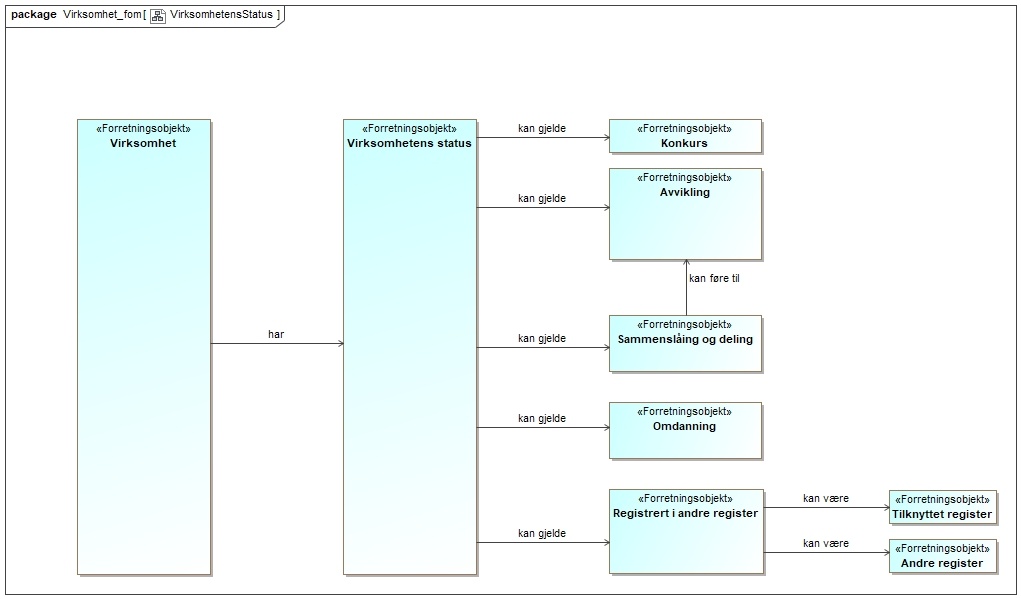 package Virksomhet_fom[ VirksomhetensStatus ]
«Forretningsobjekt»
Virksomhet
har
«Forretningsobjekt»
Virksomhetens status
kan gjelde
«Forretningsobjekt»
Konkurs
kan gjelde
«Forretningsobjekt»
Avvikling
kan føre til
kan gjelde
«Forretningsobjekt»
Sammenslåing og deling
kan gjelde
«Forretningsobjekt»
Omdanning
kan gjelde
«Forretningsobjekt»
Registrert i andre register
kan være
«Forretningsobjekt»
Tilknyttet register
kan være
«Forretningsobjekt»
Andre register